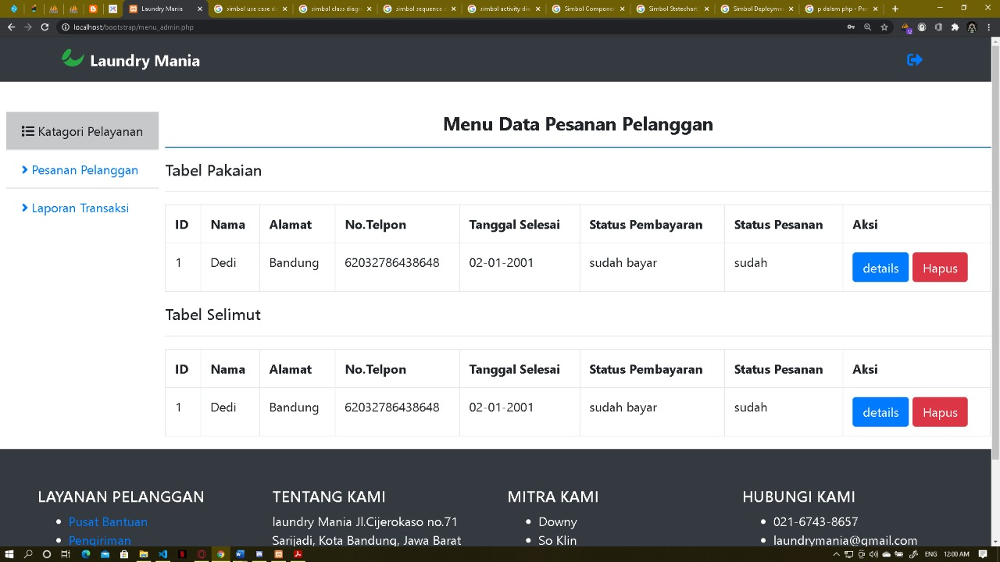 Laundry Mania
simbol use case di
simbol class diagr
simbol sequence d
simbol activity dia
Simbol Componen
Simbol Statechart
Simbol Deploymen
p dalam php - Pen
localhost/bootstrap/menu_admin.php
12
Laundry Mania
Katagori Pelayanan
Pesanan Pelanggan
Laporan Transaksi
Menu Data Pesanan Pelanggan
Tabel Pakaian
ID Nama Alamat No.Telpon Tanggal Selesai Status Pembayaran Status Pesanan Aksi
1 Dedi Bandung 62032786438648 02-01-2001 sudah bayar sudah details Hapus
Tabel Selimut
ID Nama Alamat No.Telpon Tanggal Selesai Status Pembayaran Status Pesanan Aksi
1 Dedi Bandung 62032786438648 02-01-2001 sudah bayar sudah details Hapus
LAYANAN PELANGGAN
Pusat Bantuan
Pengiriman
TENTANG KAMI
laundry Mania Jl.Cijerokaso no.71
Sarijadi, Kota Bandung, Jawa Barat
MITRA KAMI
Downy
So Klin
HUBUNGI KAMI
021-6743-8657
laundrymania@gmail.com
12:00 AM